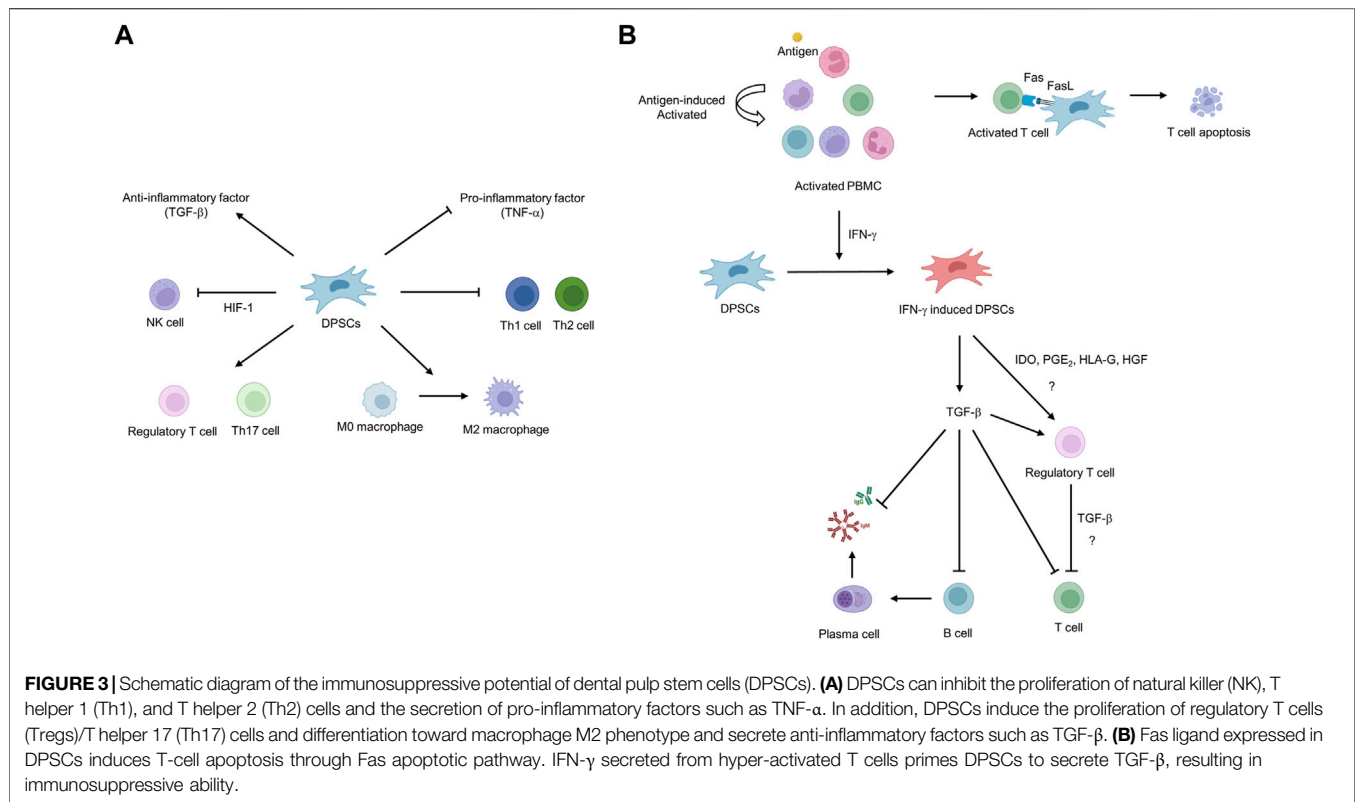 A
Anti-inflammatory factor
(TGF-β)
Pro-inflammatory factor
(TNF-α)
NK cell
HIF-1
DPSCs
Th1 cell
Th2 cell
Regulatory T cell
Th17 cell
M0 macrophage
M2 macrophage
B
Antigen
Antigen-induced
Activated
Fas
FasL
Activated T cell
T cell apoptosis
Activated PBMC
IFN-γ
DPSCs
IFN-γ induced DPSCs
IDO, PGE₂, HLA-G, HGF
?
TGF-β
Regulatory T cell
IgG
IgM
TGF-β
?
Plasma cell
B cell
T cell
FIGURE 3 | Schematic diagram of the immunosuppressive potential of dental pulp stem cells (DPSCs). (A) DPSCs can inhibit the proliferation of natural killer (NK), T
helper 1 (Th1), and T helper 2 (Th2) cells and the secretion of pro-inflammatory factors such as TNF-α. In addition, DPSCs induce the proliferation of regulatory T cells
(Tregs)/T helper 17 (Th17) cells and differentiation toward macrophage M2 phenotype and secrete anti-inflammatory factors such as TGF-β. (B) Fas ligand expressed in
DPSCs induces T-cell apoptosis through Fas apoptotic pathway. IFN-γ secreted from hyper-activated T cells primes DPSCs to secrete TGF-β, resulting in
immunosuppressive ability.